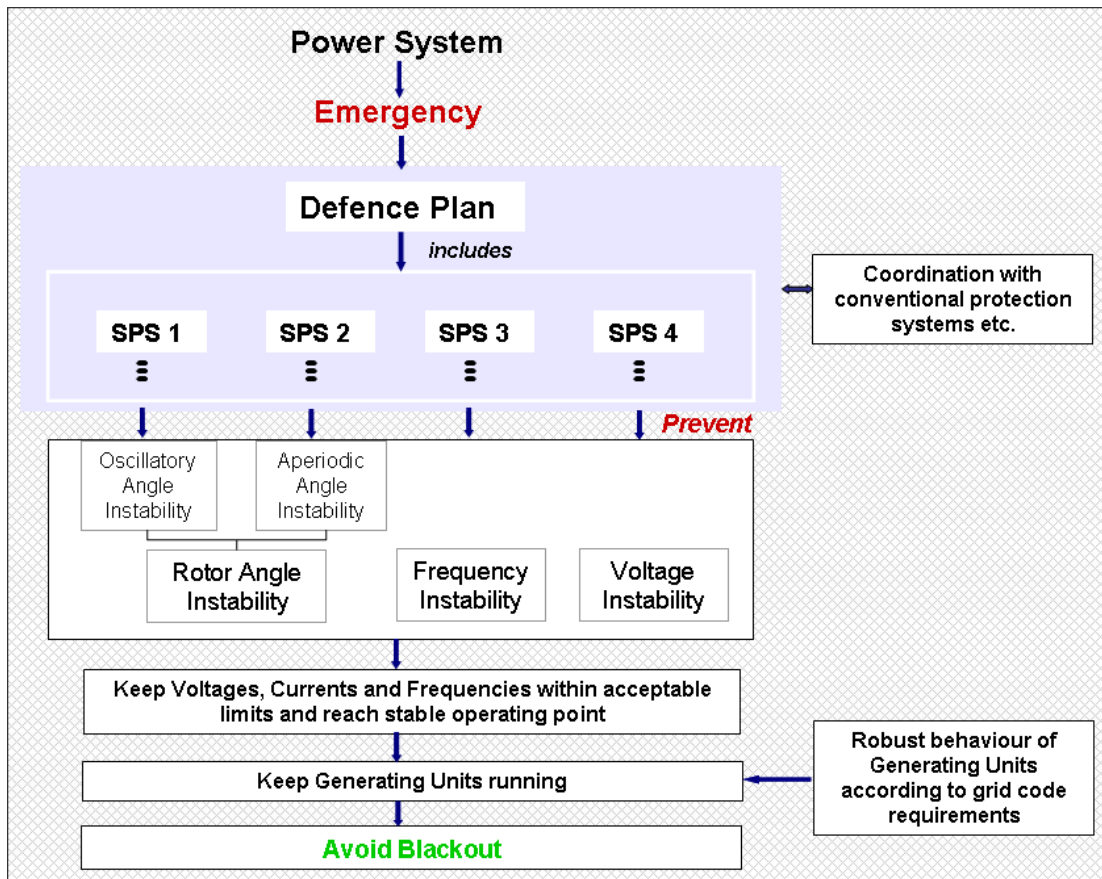 Power System
Emergency
Defence Plan
includes
Coordination with
conventional protection
systems etc.
SPS 1
SPS 2
SPS 3
SPS 4
Prevent
Oscillatory
Angle
Instability
Aperiodic
Angle
Instability
Rotor Angle
Instability
Frequency
Instability
Voltage
Instability
Keep Voltages, Currents and Frequencies within acceptable
limits and reach stable operating point
Keep Generating Units running
Robust behaviour of
Generating Units
according to grid code
requirements
Avoid Blackout